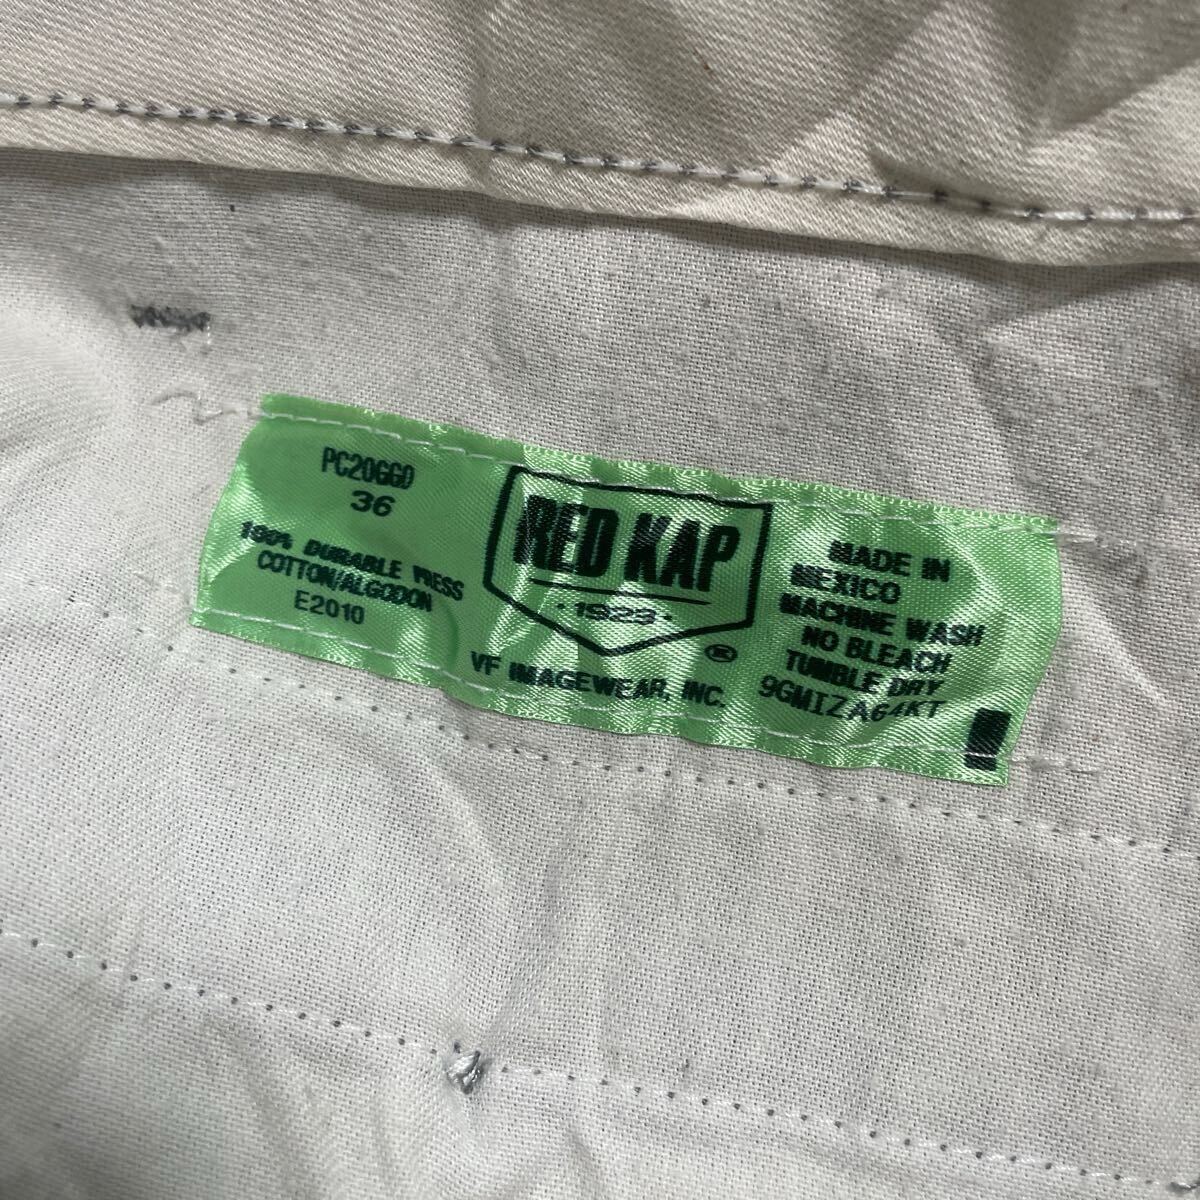 PC20GGO
36
100% DURABLE PRESS
COTTON/ALGODON
E2010
RED KAP
· 1923 ·
®
VF IMAGEWEAR, INC.
MADE IN
MEXICO
MACHINE WASH
NO BLEACH
TUMBLE DRY
9GMIZA64KT